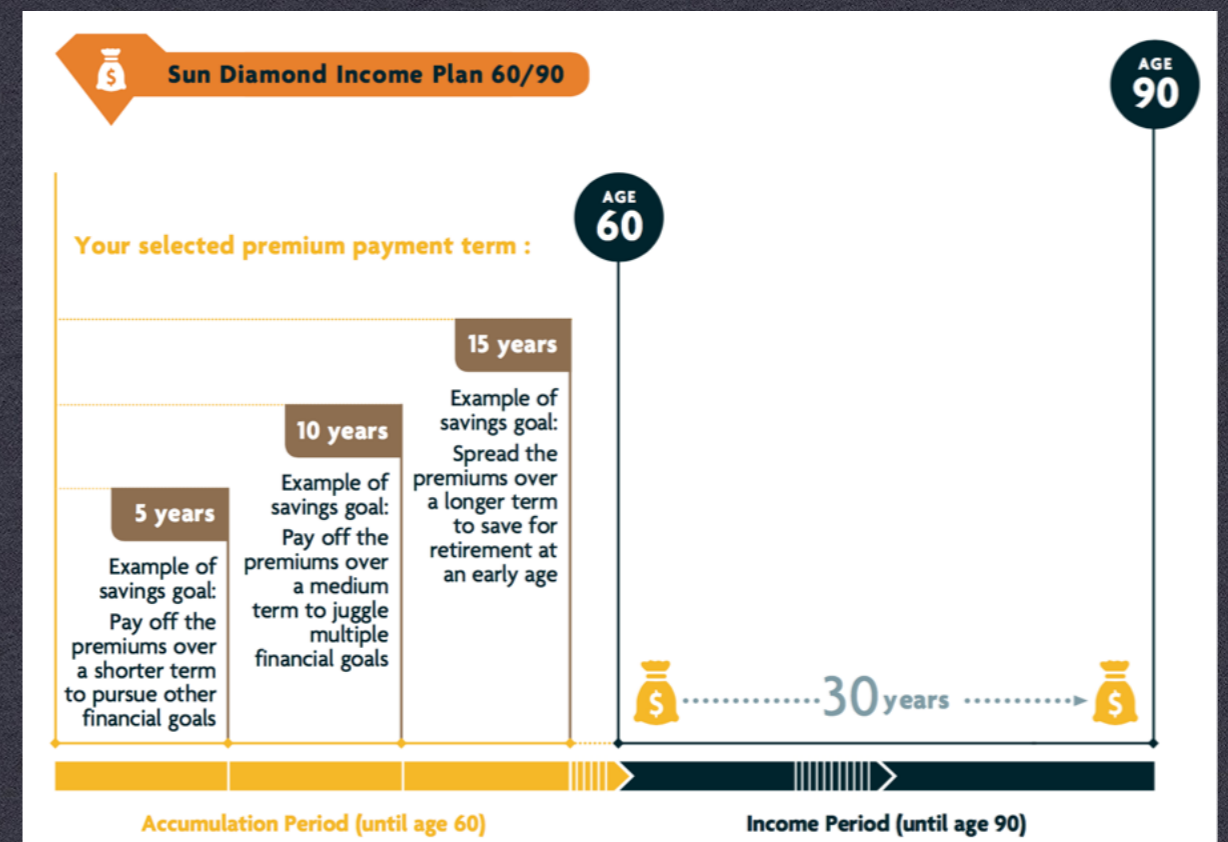 Sun Diamond Income Plan 60/90
AGE
90
AGE
60
Your selected premium payment term :
15 years
Example of
savings goal:
Spread the
premiums over
a longer term
to save for
retirement at
an early age
10 years
Example of
savings goal:
Pay off the
premiums over
a medium
term to juggle
multiple
financial goals
5 years
Example of
savings goal:
Pay off the
premiums over
a shorter term
to pursue other
financial goals
$
$
30 years
$
Accumulation Period (until age 60)
Income Period (until age 90)